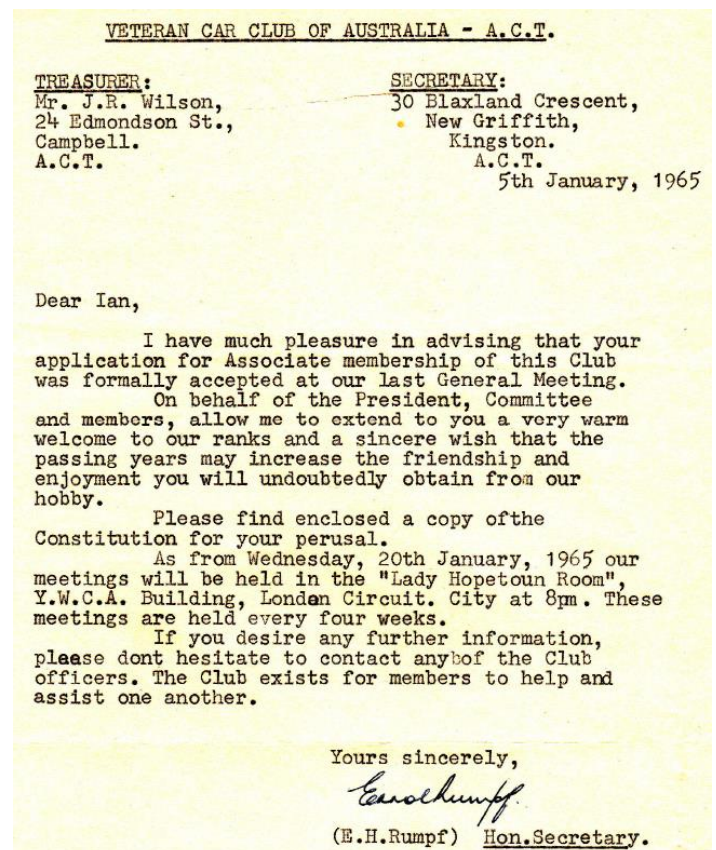 VETERAN CAR CLUB OF AUSTRALIA - A.C.T.
TREASURER:
Mr. J.R. Wilson,
24 Edmondson St.,
Campbell.
A.C.T.
SECRETARY:
30 Blaxland Crescent,
New Griffith,
Kingston.
A.C.T.
5th January, 1965
Dear Ian,
I have much pleasure in advising that your
application for Associate membership of this Club
was formally accepted at our last General Meeting.
On behalf of the President, Committee
and members, allow me to extend to you a very warm
welcome to our ranks and a sincere wish that the
passing years may increase the friendship and
enjoyment you will undoubtedly obtain from our
hobby.
Please find enclosed a copy ofthe
Constitution for your perusal.
As from Wednesday, 20th January, 1965 our
meetings will be held in the "Lady Hopetoun Room",
Y.W.C.A. Building, London Circuit. City at 8pm. These
meetings are held every four weeks.
If you desire any further information,
please dont hesitate to contact anybof the Club
officers. The Club exists for members to help and
assist one another.
Yours sincerely,
Errol Rumpf.
(E.H.Rumpf) Hon.Secretary.